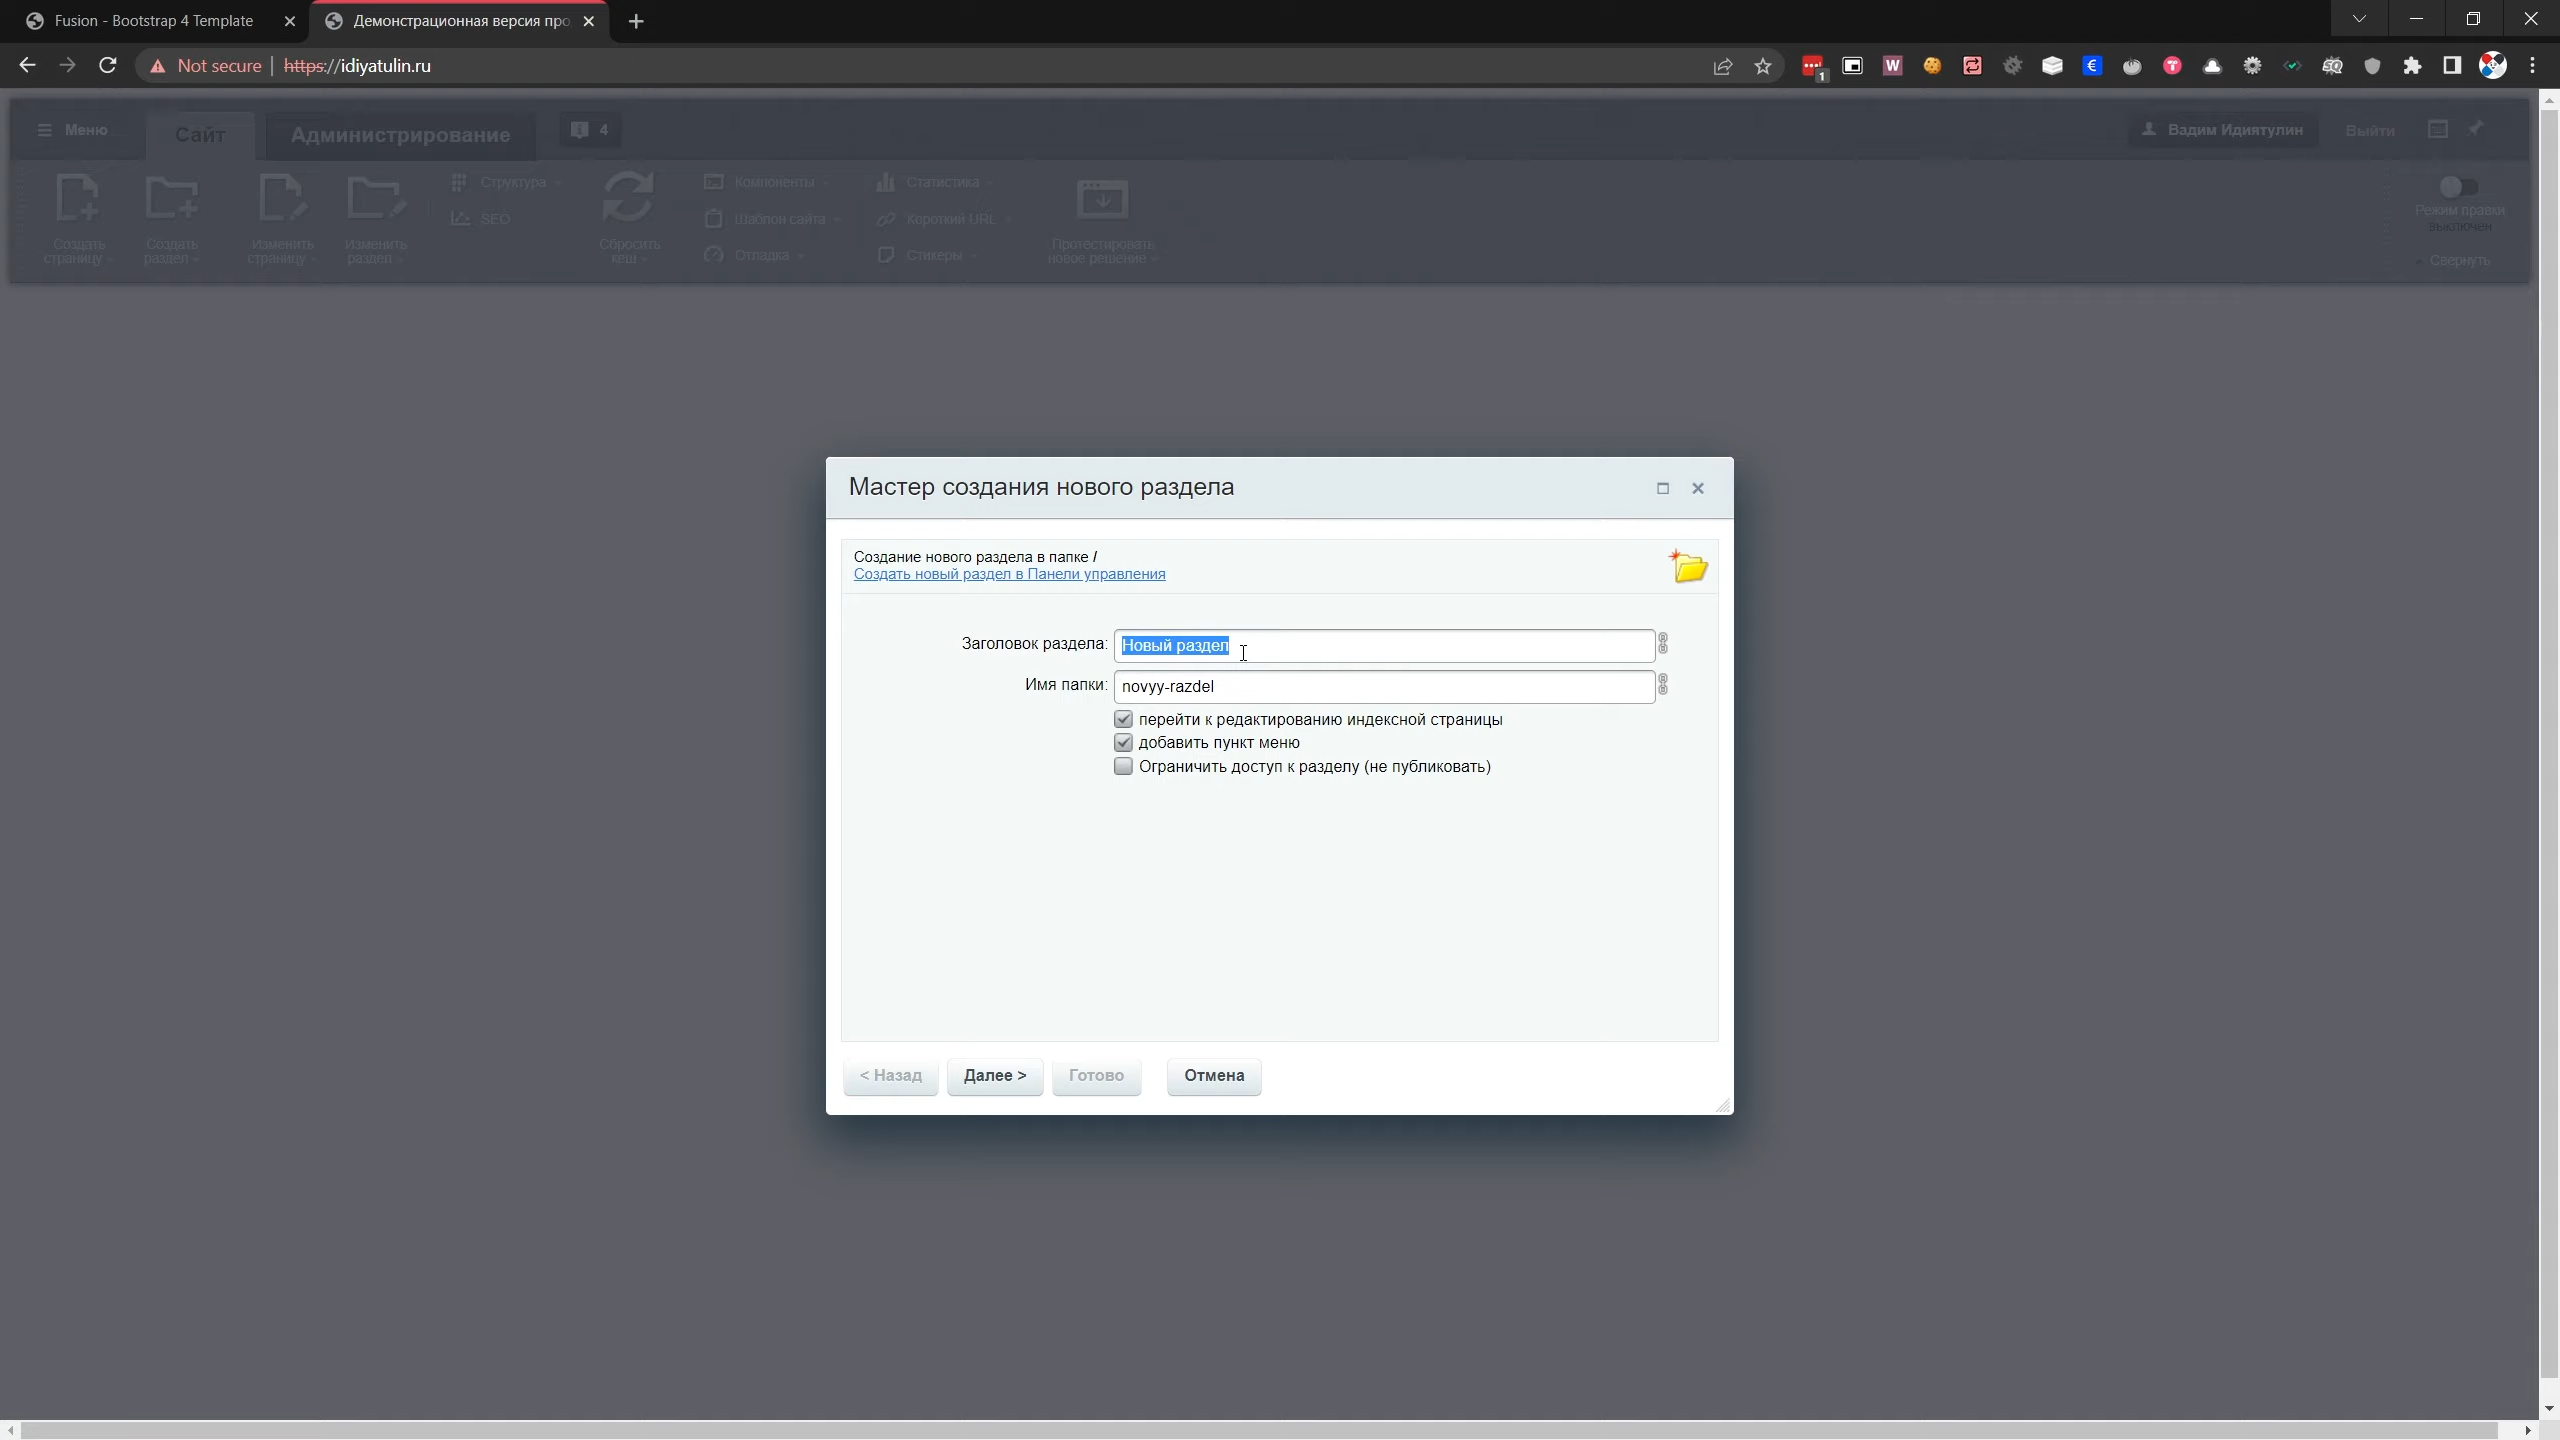 Fusion - Bootstrap 4 Template
Демонстрационная версия про
Not secure
https://idiyatulin.ru
1
Меню
Сайт
Администрирование
4
Вадим Идиятулин
Выйти
Создать страницу
Создать раздел
Изменить страницу
Изменить раздел
Структура
SEO
Сбросить кеш
Компоненты
Шаблон сайта
Отладка
Статистика
Короткий URL
Стикеры
Протестировать новое решение
Режим правки
выключен
Свернуть
Мастер создания нового раздела
Создание нового раздела в папке /
Создать новый раздел в Панели управления
Заголовок раздела: Новый раздел
Имя папки: novyy-razdel
перейти к редактированию индексной страницы
добавить пункт меню
Ограничить доступ к разделу (не публиковать)
< Назад
Далее >
Готово
Отмена